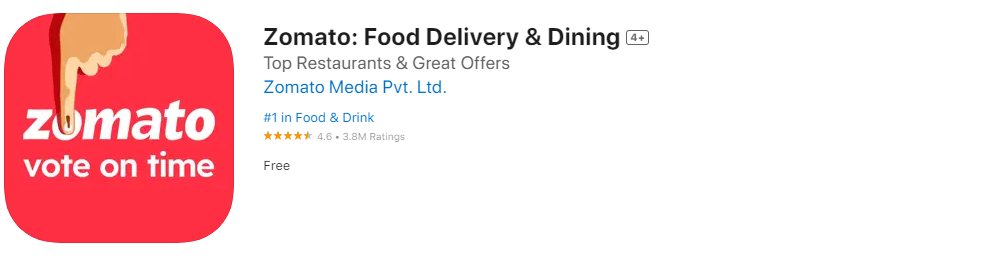 zomato
vote on time
Zomato: Food Delivery & Dining 4+
Top Restaurants & Great Offers
Zomato Media Pvt. Ltd.
#1 in Food & Drink
4.6 • 3.8M Ratings
Free